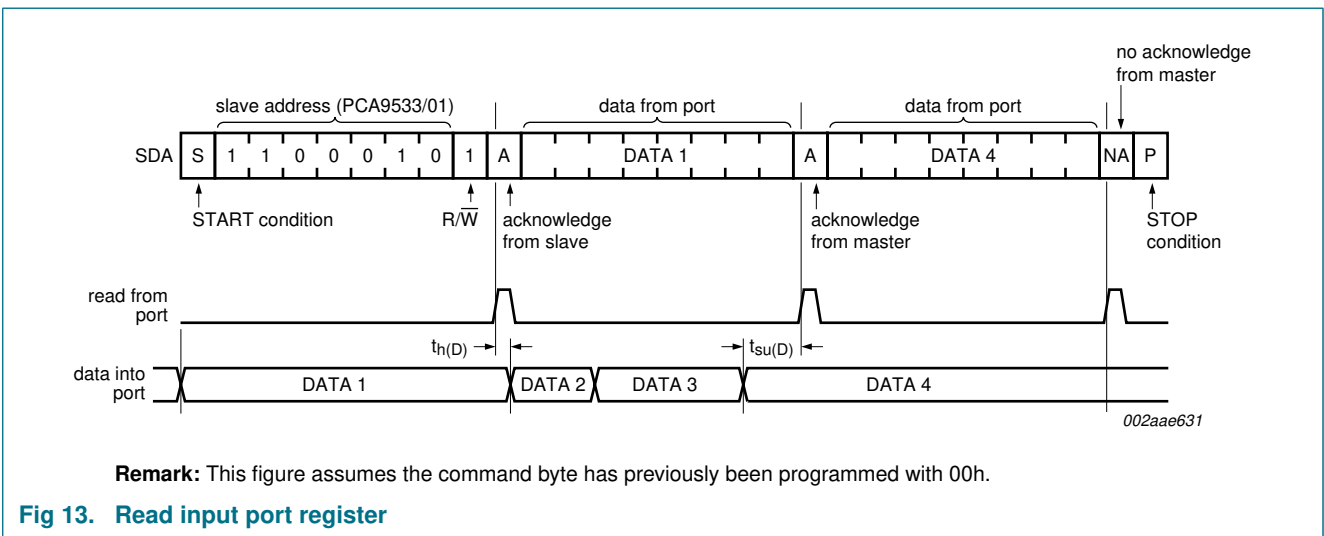 no acknowledge
from master
slave address (PCA9533/01)
data from port
data from port
SDA S 1 1 0 0 0 1 0 1 A DATA 1 A DATA 4 NA P
START condition
R/W̅
acknowledge
from slave
acknowledge
from master
STOP
condition
read from
port
th(D)
tsu(D)
data into
port
DATA 1 DATA 2 DATA 3 DATA 4
002aae631
Remark: This figure assumes the command byte has previously been programmed with 00h.
Fig 13. Read input port register